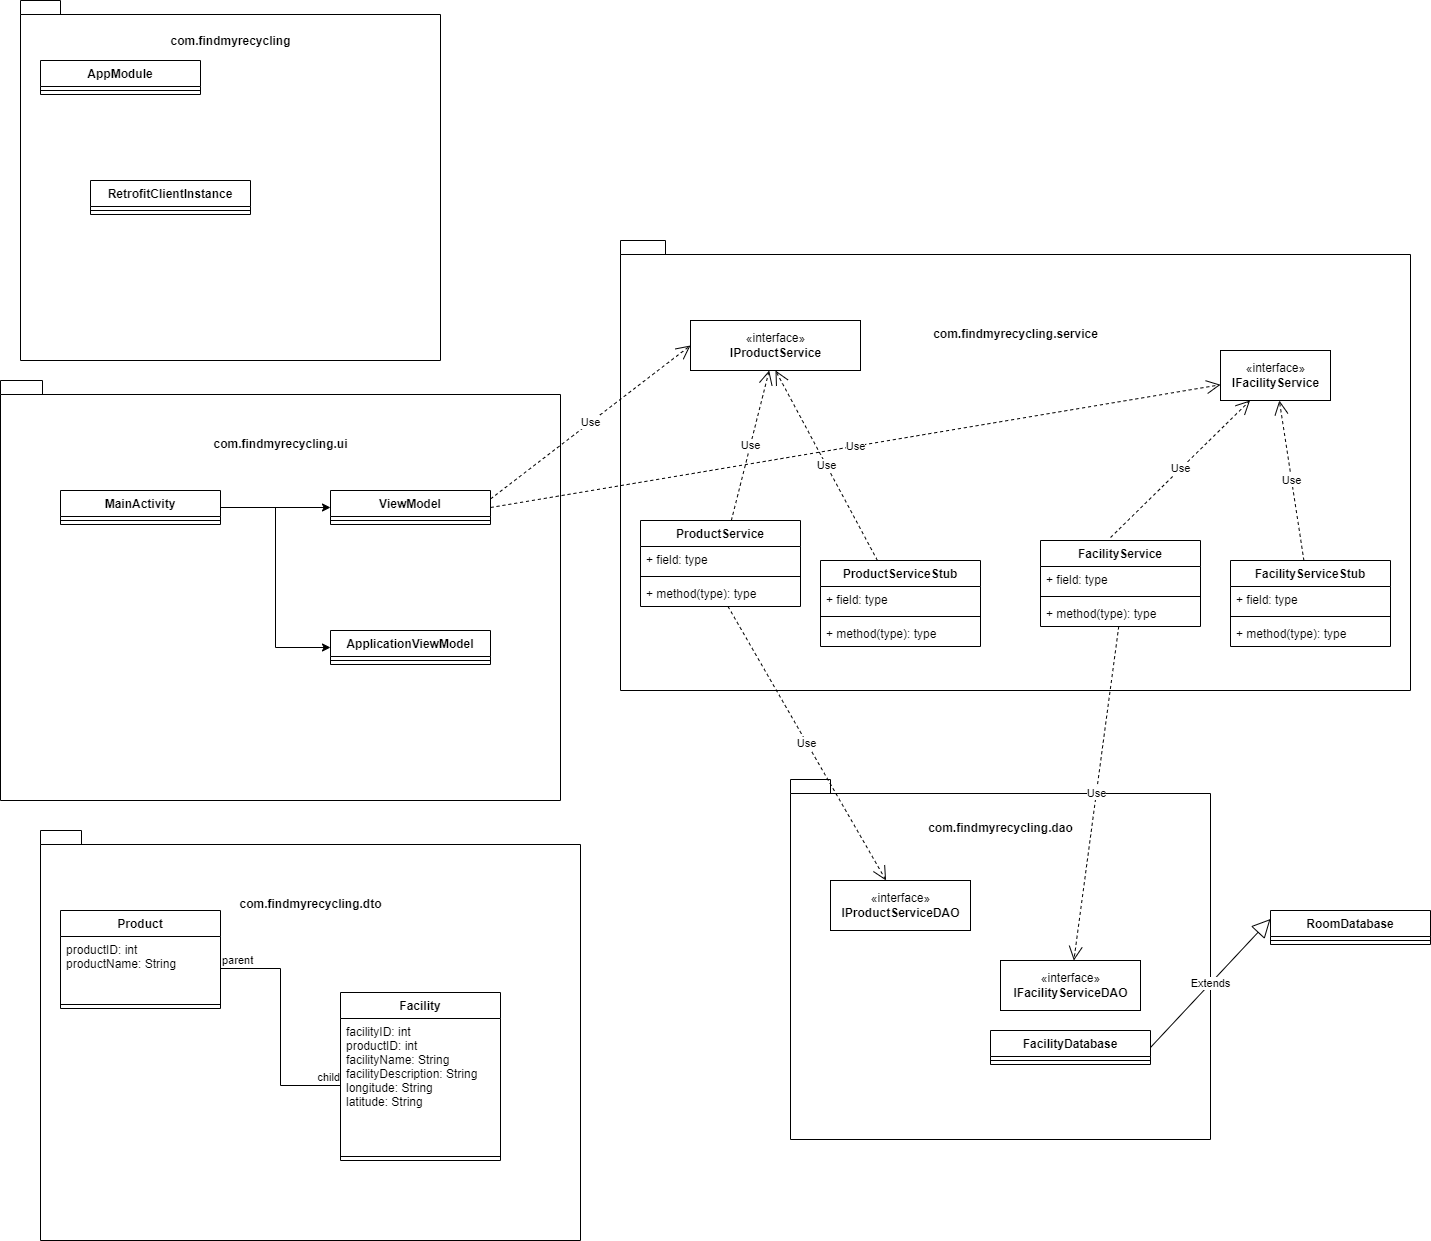 com.findmyrecycling
AppModule
RetrofitClientInstance
com.findmyrecycling.ui
MainActivity
ViewModel
ApplicationViewModel
Use
Use
com.findmyrecycling.service
«interface»
IProductService
«interface»
IFacilityService
Use
Use
Use
Use
ProductService
+ field: type
+ method(type): type
ProductServiceStub
+ field: type
+ method(type): type
FacilityService
+ field: type
+ method(type): type
FacilityServiceStub
+ field: type
+ method(type): type
Use
Use
com.findmyrecycling.dao
«interface»
IProductServiceDAO
«interface»
IFacilityServiceDAO
FacilityDatabase
Extends
RoomDatabase
com.findmyrecycling.dto
Product
productID: int
productName: String
parent
child
Facility
facilityID: int
productID: int
facilityName: String
facilityDescription: String
longitude: String
latitude: String